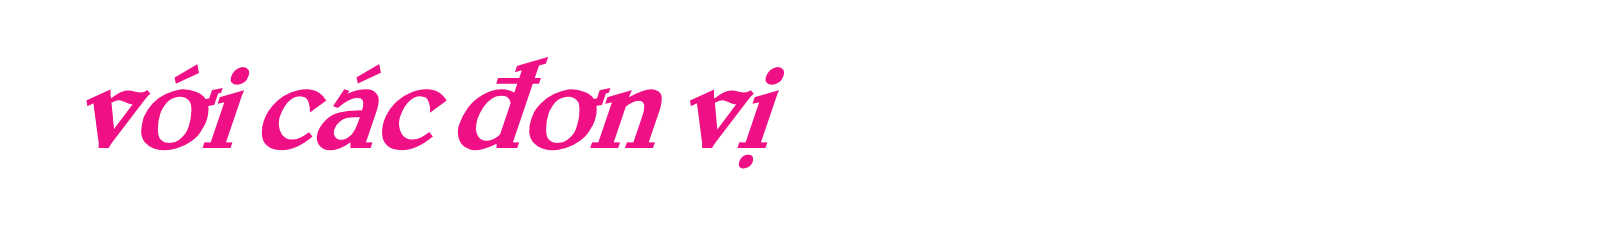 với các đơn vị